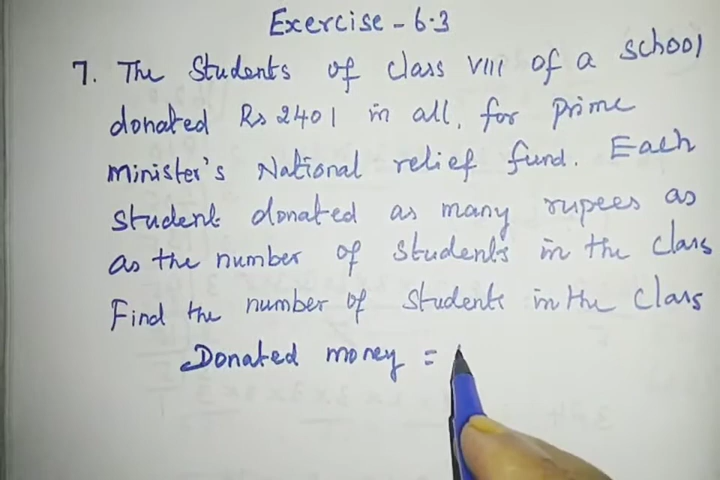 Exercise - 6.3
7. The Students of class VIII of a school
donated Rs 2401 in all, for prime
minister's National relief fund. Each
student donated as many rupees as
as the number of students in the class
Find the number of students in the class
Donated money =